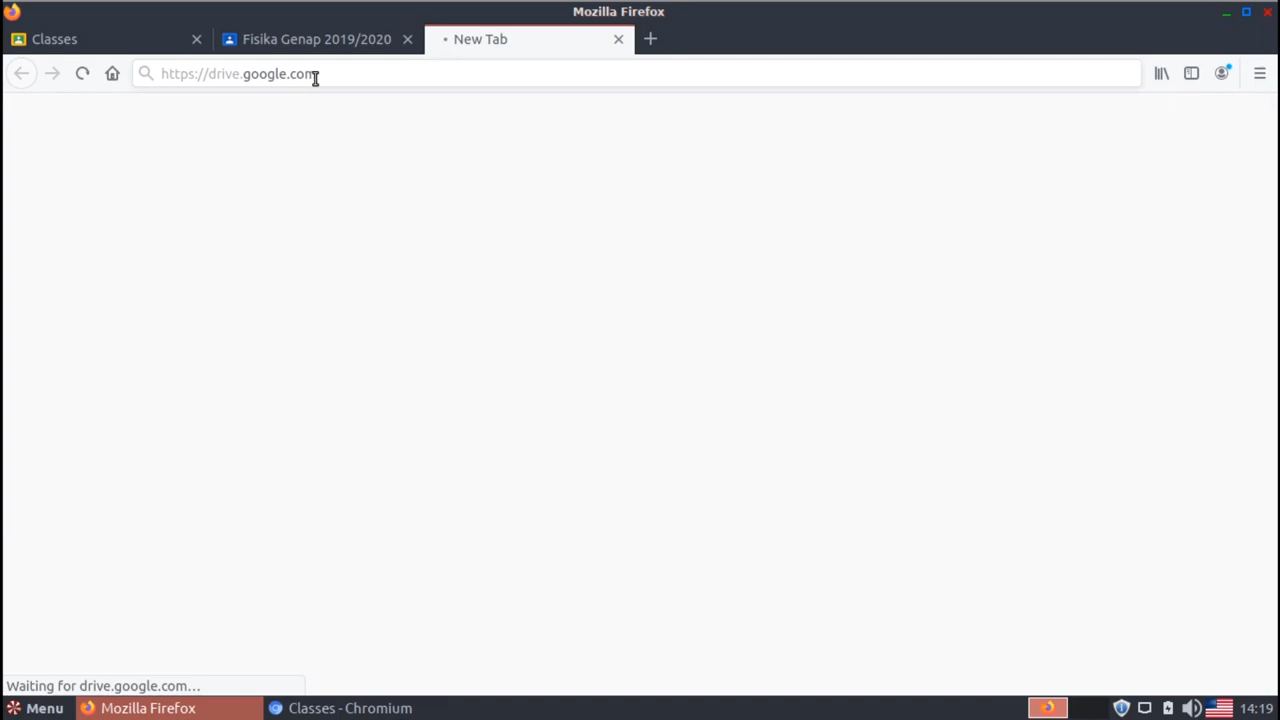 Mozilla Firefox
Classes
Fisika Genap 2019/2020
New Tab
https://drive.google.com
Waiting for drive.google.com…
Menu
Mozilla Firefox
Classes - Chromium
14:19